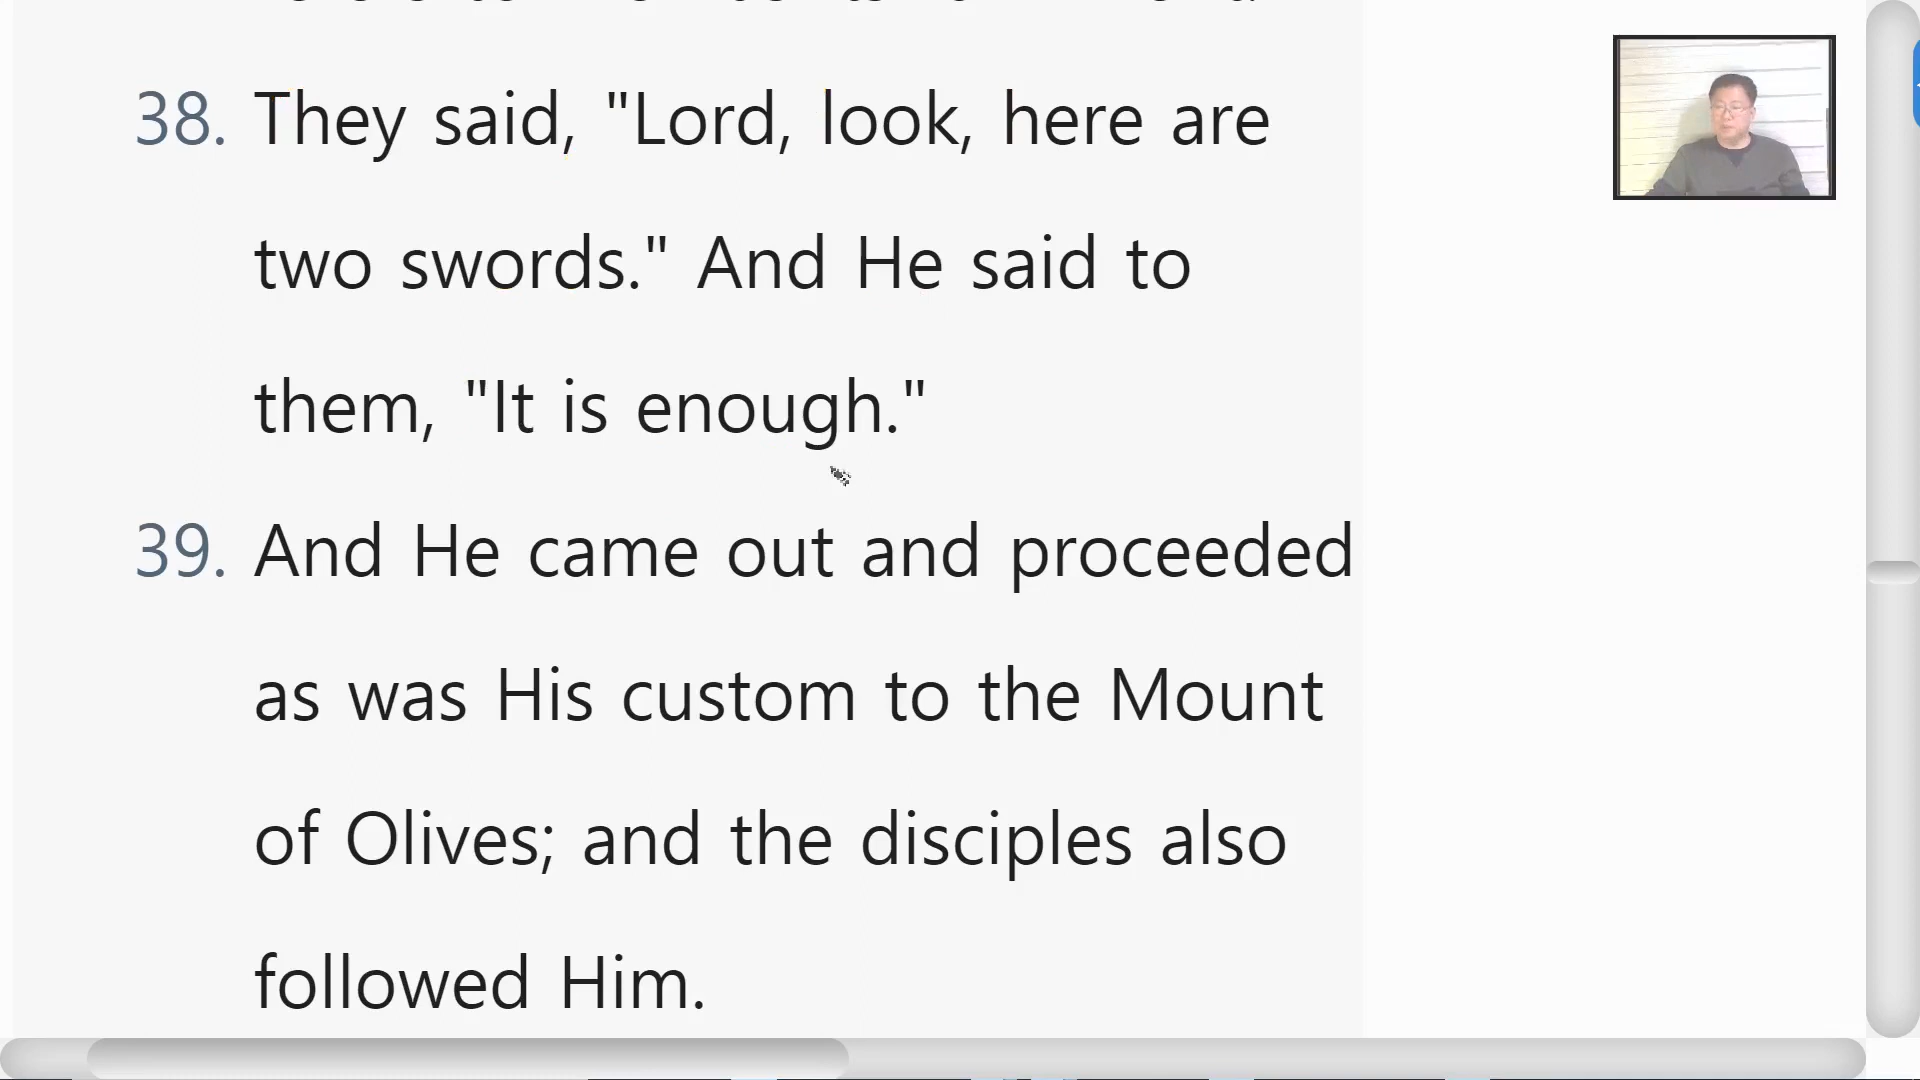 38. They said, "Lord, look, here are
two swords." And He said to
them, "It is enough."
39. And He came out and proceeded
as was His custom to the Mount
of Olives; and the disciples also
followed Him.